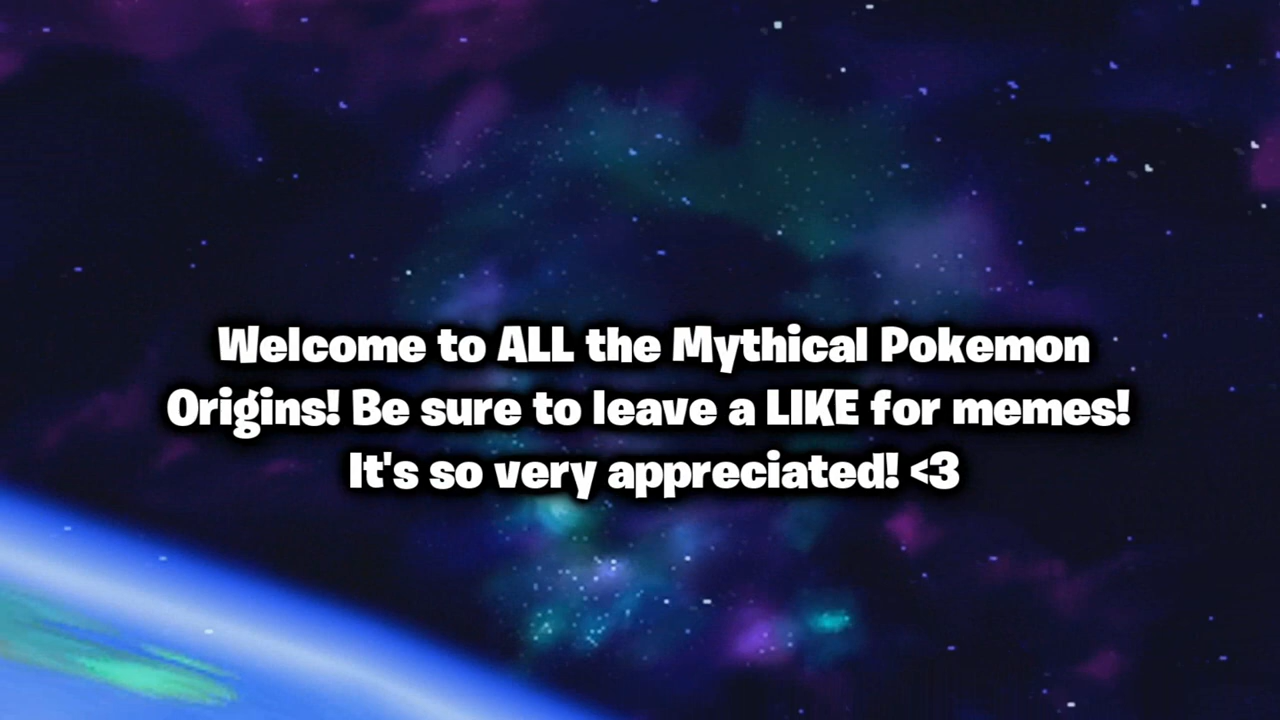 Welcome to ALL the Mythical Pokemon
Origins! Be sure to leave a LIKE for memes!
It's so very appreciated! <3